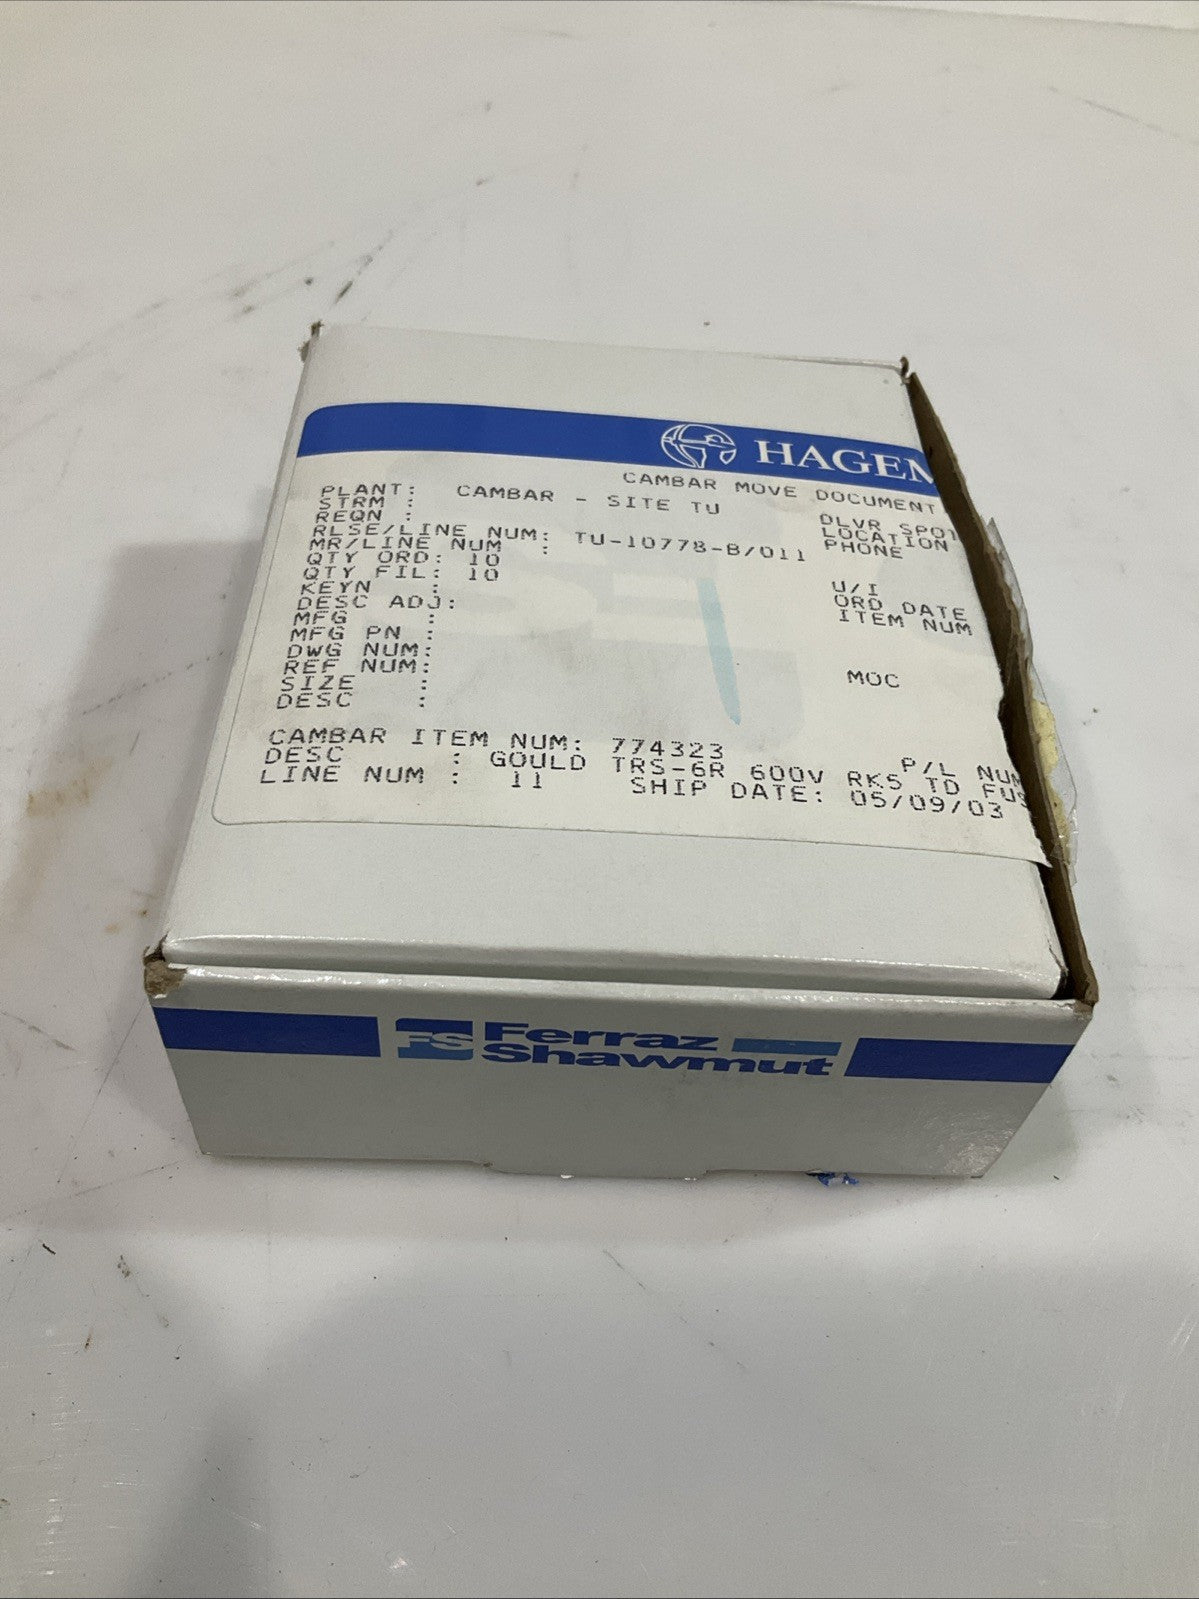 HAGEM
CAMBAR MOVE DOCUMENT
PLANT: CAMBAR - SITE TU
STRM :
REQN : DLVR SPOT
RLSE/LINE NUM: TU-10778-B/011 LOCATION
MR/LINE NUM : PHONE
QTY ORD: 10
QTY FIL: 10
KEYN : U/I
DESC ADJ: ORD DATE
MFG : ITEM NUM
MFG PN :
DWG NUM:
REF NUM:
SIZE : MOC
DESC :
CAMBAR ITEM NUM: 774323 P/L NUM
DESC : GOULD TRS-6R 600V RK5 TD FUS
LINE NUM : 11 SHIP DATE: 05/09/03
FS Ferraz
Shawmut